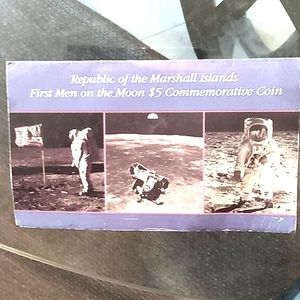 Republic of the Marshall Islands
First Men on the Moon $5 Commemorative Coin